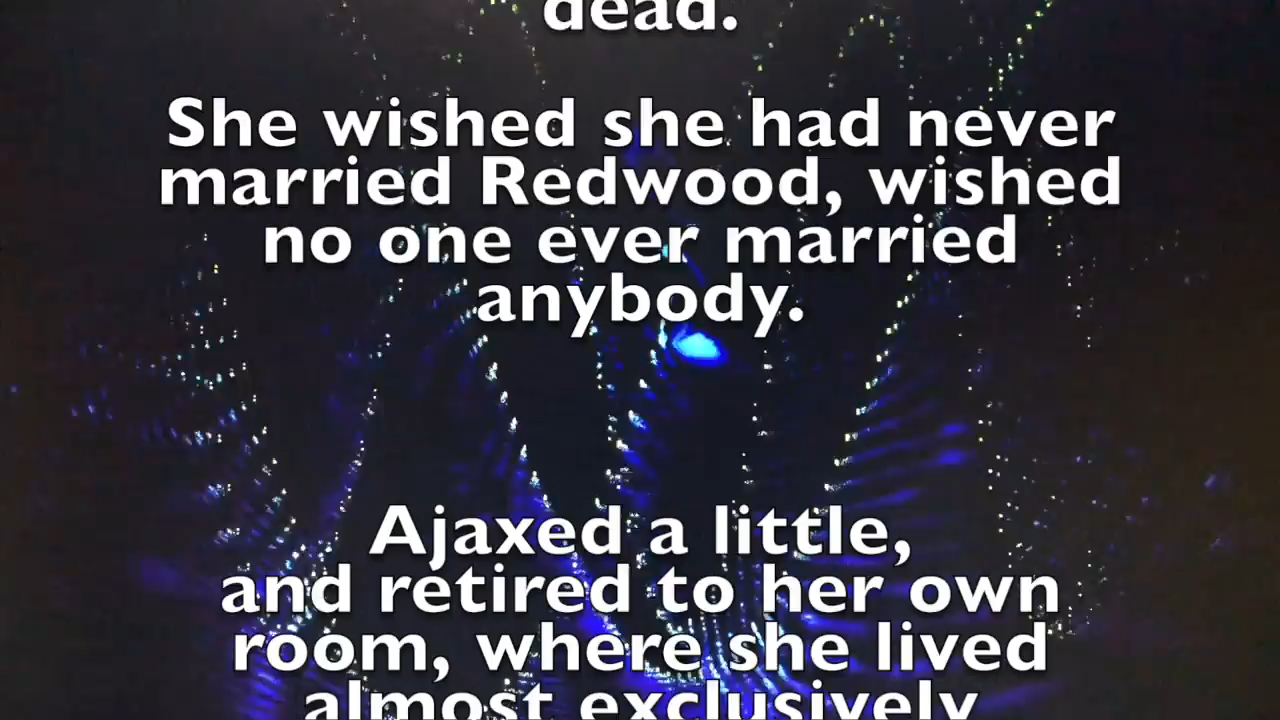 dead.
She wished she had never
married Redwood, wished
no one ever married
anybody.
Ajaxed a little,
and retired to her own
room, where she lived
almost exclusively